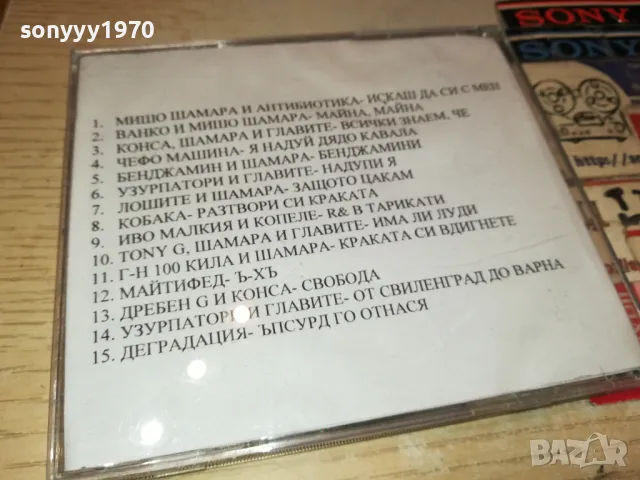 sonyyy1970
SONY
SONY
1. МИШО ШАМАРА И АНТИБИОТИКА- ИСКАШ ДА СИ С МЕН
2. ВАНКО И МИШО ШАМАРА- МАЙНА, МАЙНА
3. КОНСА, ШАМАРА И ГЛАВИТЕ- ВСИЧКИ ЗНАЕМ, ЧЕ
4. ЧЕФО МАШИНА- Я НАДУЙ ДЯДО КАВАЛА
5. БЕНДЖАМИН И ШАМАРА- БЕНДЖАМИНИ
6. УЗУРПАТОРИ И ГЛАВИТЕ- НАДУПИ Я
7. ЛОШИТЕ И ШАМАРА- ЗАЩОТО ЦАКАМ
8. КОБАКА- РАЗТВОРИ СИ КРАКАТА
9. ИВО МАЛКИЯ И КОПЕЛЕ- R& B ТАРИКАТИ
10. TONY G, ШАМАРА И ГЛАВИТЕ- ИМА ЛИ ЛУДИ
11. Г-Н 100 КИЛА И ШАМАРА- КРАКАТА СИ ВДИГНЕТЕ
12. МАЙТИФЕД- Ъ-ХЪ
13. ДРЕБЕН G И КОНСА- СВОБОДА
14. УЗУРПАТОРИ И ГЛАВИТЕ- ОТ СВИЛЕНГРАД ДО ВАРНА
15. ДЕГРАДАЦИЯ- ЪПСУРД ГО ОТНАСЯ
http://
BAZAR
bg